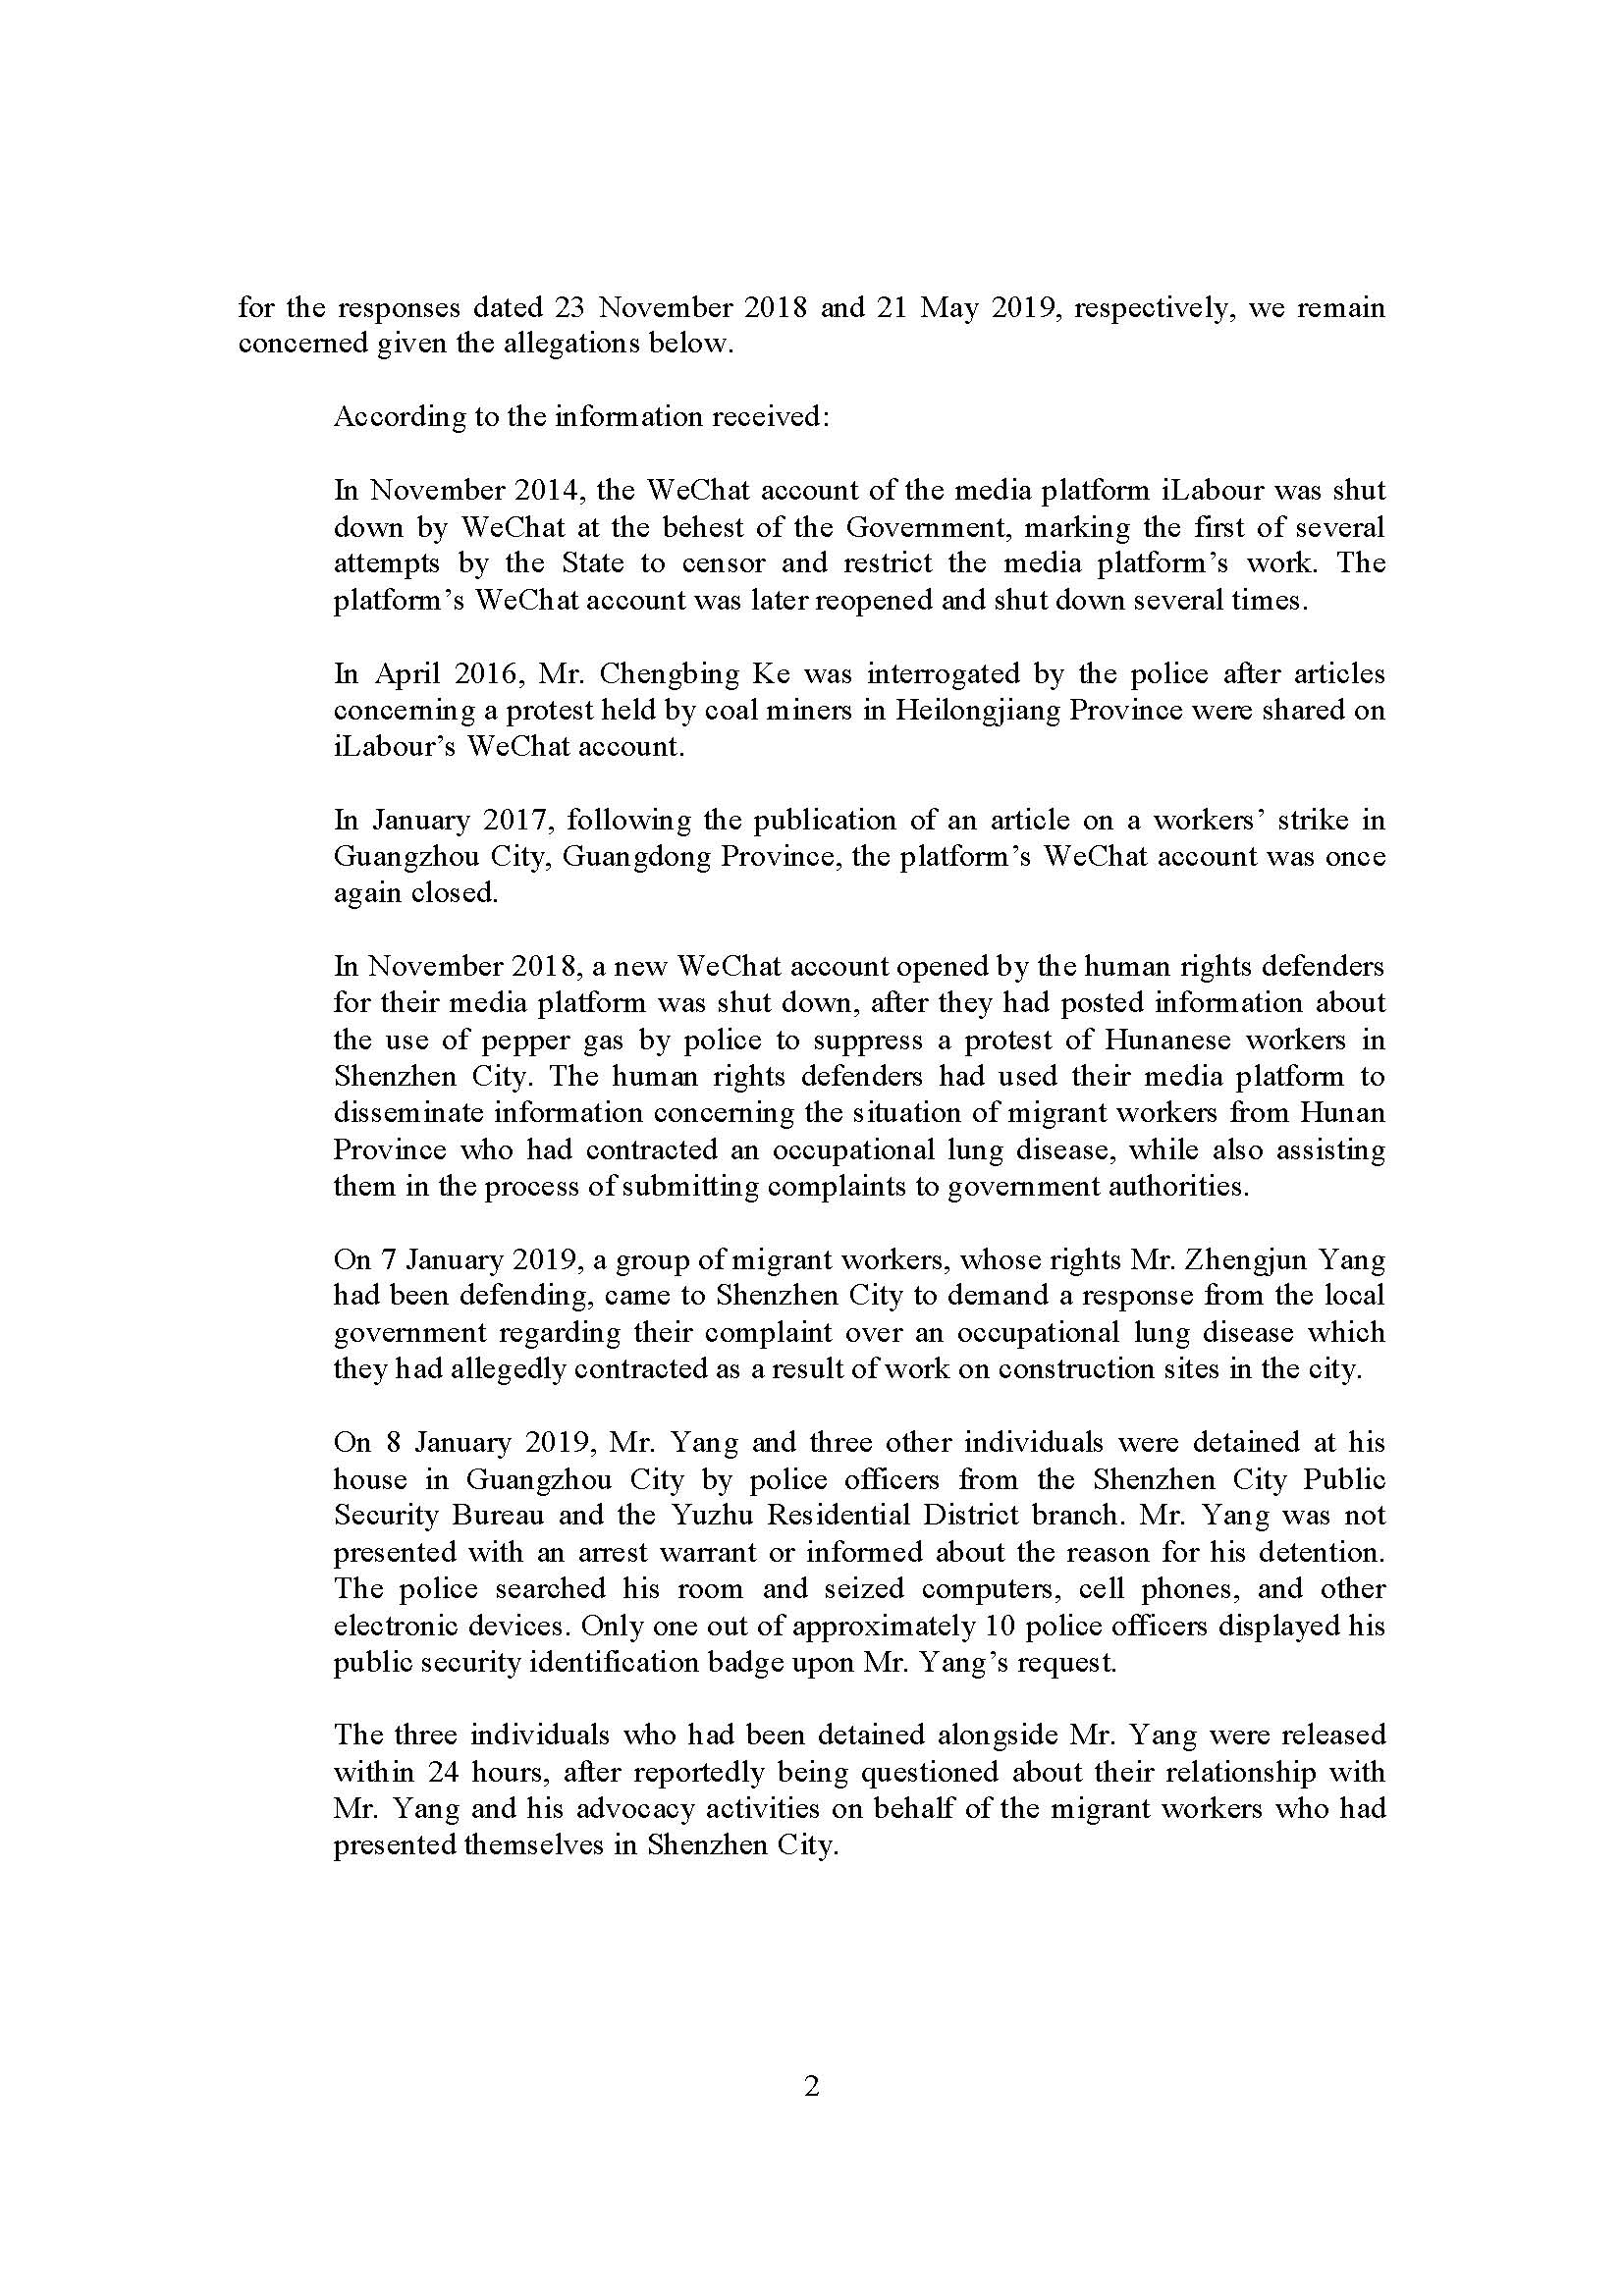 for the responses dated 23 November 2018 and 21 May 2019, respectively, we remain
concerned given the allegations below.
According to the information received:
In November 2014, the WeChat account of the media platform iLabour was shut
down by WeChat at the behest of the Government, marking the first of several
attempts by the State to censor and restrict the media platform’s work. The
platform’s WeChat account was later reopened and shut down several times.
In April 2016, Mr. Chengbing Ke was interrogated by the police after articles
concerning a protest held by coal miners in Heilongjiang Province were shared on
iLabour’s WeChat account.
In January 2017, following the publication of an article on a workers’ strike in
Guangzhou City, Guangdong Province, the platform’s WeChat account was once
again closed.
In November 2018, a new WeChat account opened by the human rights defenders
for their media platform was shut down, after they had posted information about
the use of pepper gas by police to suppress a protest of Hunanese workers in
Shenzhen City. The human rights defenders had used their media platform to
disseminate information concerning the situation of migrant workers from Hunan
Province who had contracted an occupational lung disease, while also assisting
them in the process of submitting complaints to government authorities.
On 7 January 2019, a group of migrant workers, whose rights Mr. Zhengjun Yang
had been defending, came to Shenzhen City to demand a response from the local
government regarding their complaint over an occupational lung disease which
they had allegedly contracted as a result of work on construction sites in the city.
On 8 January 2019, Mr. Yang and three other individuals were detained at his
house in Guangzhou City by police officers from the Shenzhen City Public
Security Bureau and the Yuzhu Residential District branch. Mr. Yang was not
presented with an arrest warrant or informed about the reason for his detention.
The police searched his room and seized computers, cell phones, and other
electronic devices. Only one out of approximately 10 police officers displayed his
public security identification badge upon Mr. Yang’s request.
The three individuals who had been detained alongside Mr. Yang were released
within 24 hours, after reportedly being questioned about their relationship with
Mr. Yang and his advocacy activities on behalf of the migrant workers who had
presented themselves in Shenzhen City.
2